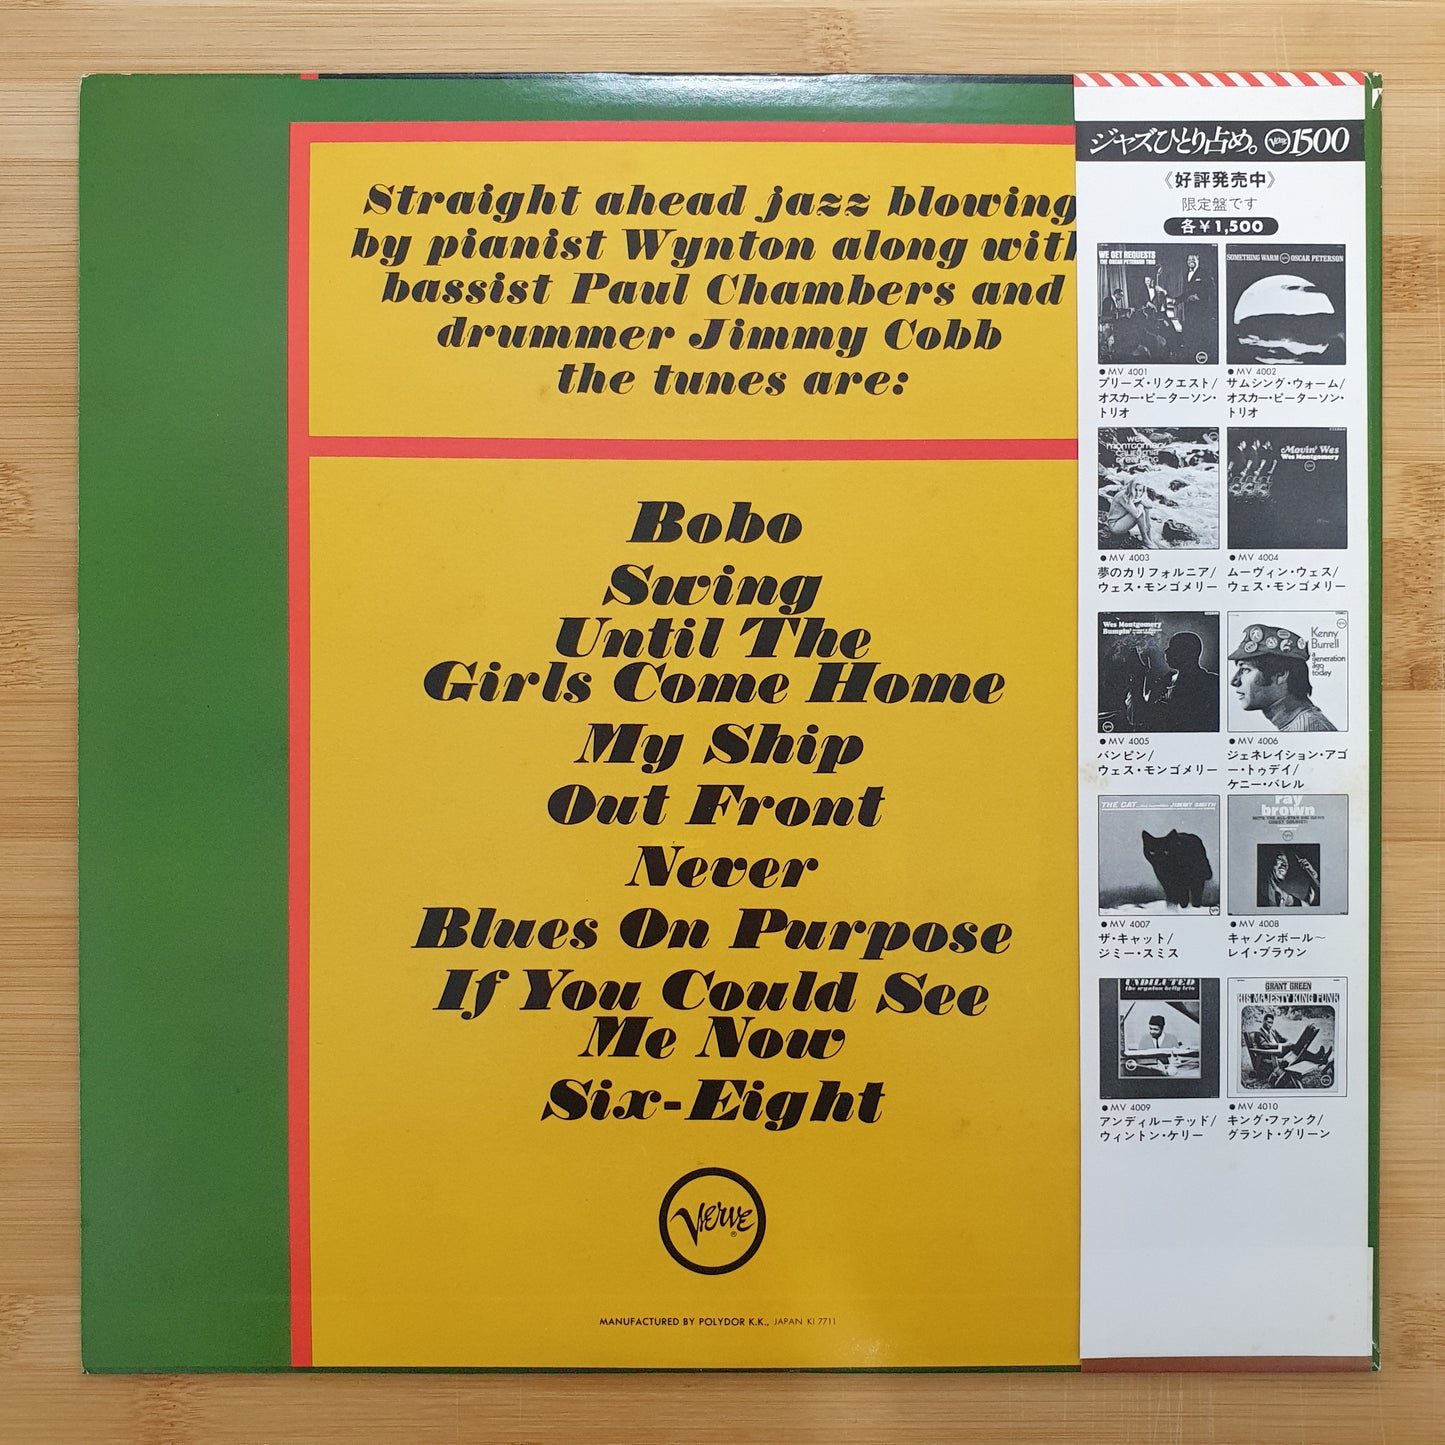 Straight ahead jazz blowing
by pianist Wynton along with
bassist Paul Chambers and
drummer Jimmy Cobb
the tunes are:
Bobo
Swing
Until The
Girls Come Home
My Ship
Out Front
Never
Blues On Purpose
If You Could See
Me Now
Six-Eight
Verve®
MANUFACTURED BY POLYDOR K.K., JAPAN KI 7711
ジャズひとり占め。Verve 1500
《好評発売中》
限定盤です
各¥1,500
WE GET REQUESTS
THE OSCAR PETERSON TRIO
●MV 4001
プリーズ・リクエスト/
オスカー・ピーターソン・
トリオ
SOMETHING WARM OSCAR PETERSON
●MV 4002
サムシング・ウォーム/
オスカー・ピーターソン・
トリオ
wes
montgomery
california
dreaming
●MV 4003
夢のカリフォルニア/
ウェス・モンゴメリー
Movin' Wes
Wes Montgomery
●MV 4004
ムーヴィン・ウェス/
ウェス・モンゴメリー
Wes Montgomery
Bumpin'
●MV 4005
バンピン/
ウェス・モンゴメリー
Kenny
Burrell
a
generation
ago
today
●MV 4006
ジェネレイション・アゴ
ー・トゥデイ/
ケニー・バレル
THE CAT JIMMY SMITH
●MV 4007
ザ・キャット/
ジミー・スミス
ray
brown
●MV 4008
キャノンボール〜
レイ・ブラウン
UNDILUTED
the wynton kelly trio
●MV 4009
アンディルーテッド/
ウィントン・ケリー
GRANT GREEN
HIS MAJESTY KING FUNK
●MV 4010
キング・ファンク/
グラント・グリーン